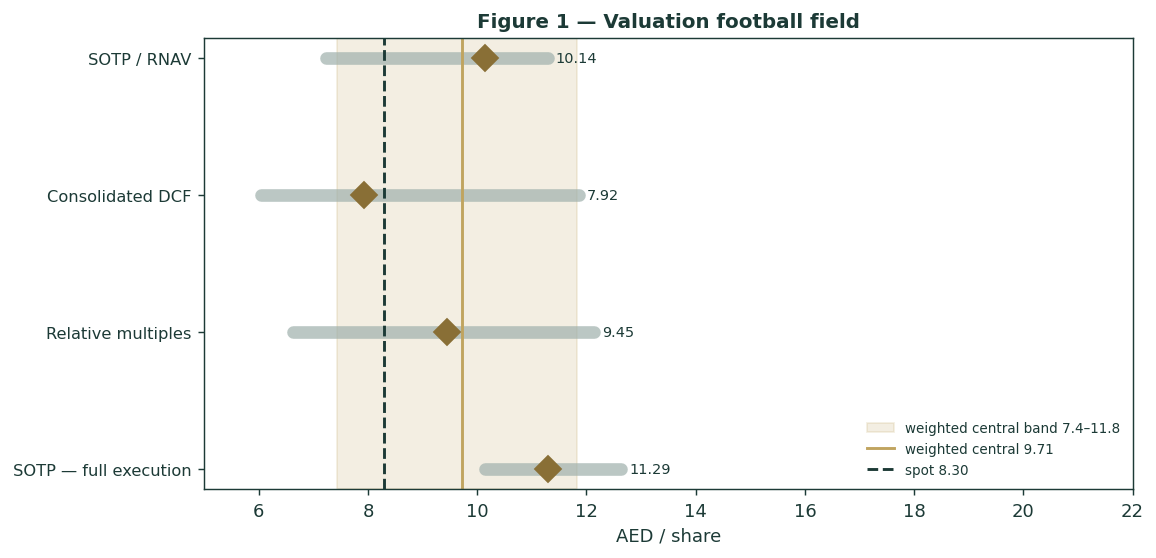 Figure 1 — Valuation football field
SOTP / RNAV
10.14
Consolidated DCF
7.92
Relative multiples
9.45
SOTP — full execution
11.29
weighted central band 7.4–11.8
weighted central 9.71
spot 8.30
6 8 10 12 14 16 18 20 22
AED / share